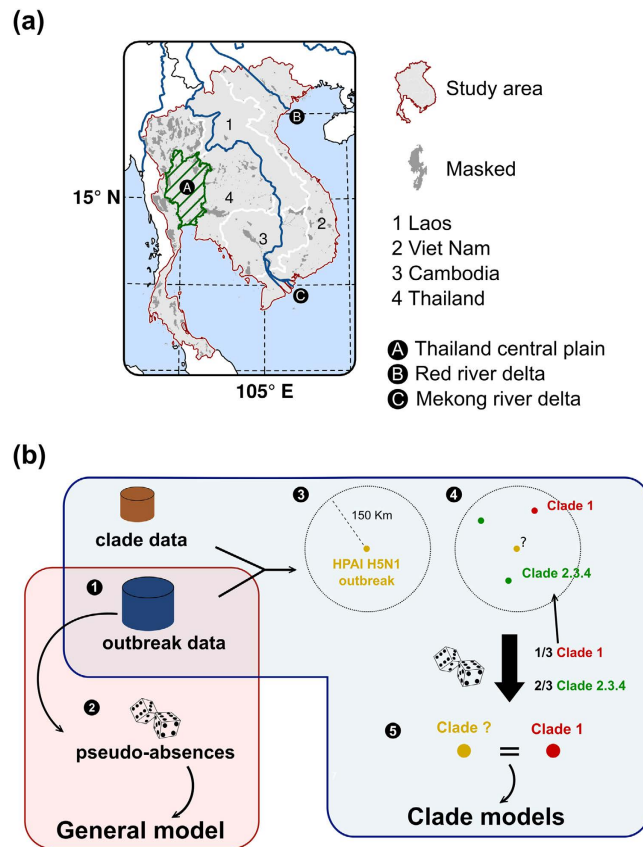 (a)
1
B
A
15° N
4
2
3
C
105° E
Study area
Masked
1 Laos
2 Viet Nam
3 Cambodia
4 Thailand
A Thailand central plain
B Red river delta
C Mekong river delta
(b)
clade data
1
outbreak data
2
pseudo-absences
General model
3
150 Km
HPAI H5N1
outbreak
4
Clade 1
?
Clade 2.3.4
1/3 Clade 1
2/3 Clade 2.3.4
5
Clade ?
=
Clade 1
Clade models